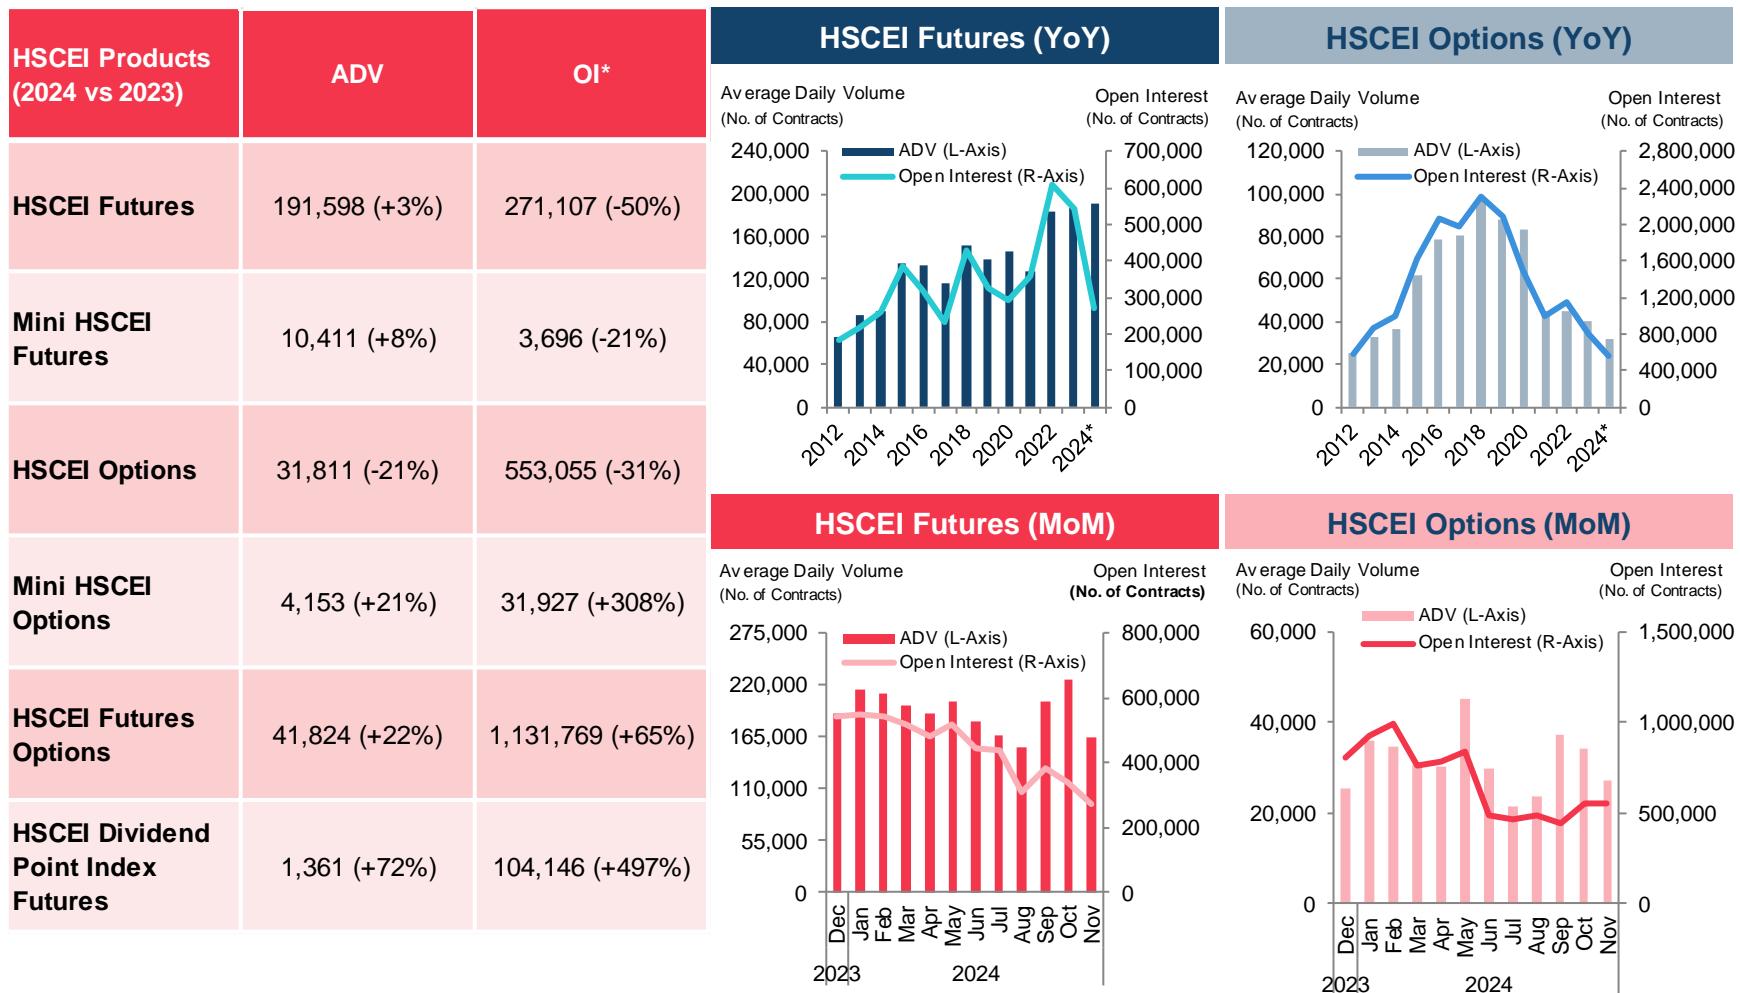 HSCEI Products
(2024 vs 2023)
ADV
OI*
HSCEI Futures
191,598 (+3%)
271,107 (-50%)
Mini HSCEI
Futures
10,411 (+8%)
3,696 (-21%)
HSCEI Options
31,811 (-21%)
553,055 (-31%)
Mini HSCEI
Options
4,153 (+21%)
31,927 (+308%)
HSCEI Futures
Options
41,824 (+22%)
1,131,769 (+65%)
HSCEI Dividend
Point Index
Futures
1,361 (+72%)
104,146 (+497%)
HSCEI Futures (YoY)
Average Daily Volume
(No. of Contracts)
Open Interest
(No. of Contracts)
ADV (L-Axis)
Open Interest (R-Axis)
240,000
200,000
160,000
120,000
80,000
40,000
0
700,000
600,000
500,000
400,000
300,000
200,000
100,000
0
2012
2014
2016
2018
2020
2022
2024*
HSCEI Options (YoY)
Average Daily Volume
(No. of Contracts)
Open Interest
(No. of Contracts)
ADV (L-Axis)
Open Interest (R-Axis)
120,000
100,000
80,000
60,000
40,000
20,000
0
2,800,000
2,400,000
2,000,000
1,600,000
1,200,000
800,000
400,000
0
2012
2014
2016
2018
2020
2022
2024*
HSCEI Futures (MoM)
Average Daily Volume
(No. of Contracts)
Open Interest
(No. of Contracts)
ADV (L-Axis)
Open Interest (R-Axis)
275,000
220,000
165,000
110,000
55,000
0
800,000
600,000
400,000
200,000
0
Dec
Jan
Feb
Mar
Apr
May
Jun
Jul
Aug
Sep
Oct
Nov
2023
2024
HSCEI Options (MoM)
Average Daily Volume
(No. of Contracts)
Open Interest
(No. of Contracts)
ADV (L-Axis)
Open Interest (R-Axis)
60,000
40,000
20,000
0
1,500,000
1,000,000
500,000
0
Dec
Jan
Feb
Mar
Apr
May
Jun
Jul
Aug
Sep
Oct
Nov
2023
2024